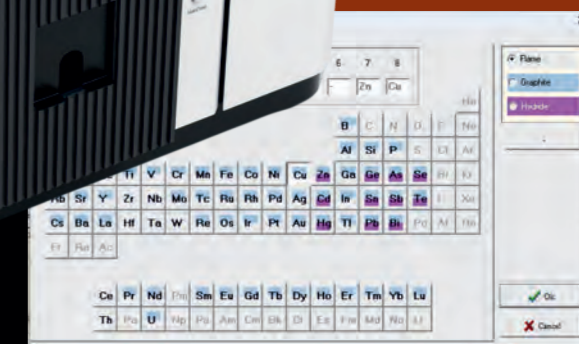 6 7 8
- Zn Cu
Flame
Graphite
Hydride
He
B C N O F Ne
Al Si P S Cl Ar
Ti V Cr Mn Fe Co Ni Cu Zn Ga Ge As Se Br Kr
Rb Sr Y Zr Nb Mo Tc Ru Rh Pd Ag Cd In Sn Sb Te I Xe
Cs Ba La Hf Ta W Re Os Ir Pt Au Hg Tl Pb Bi Po At Rn
Fr Ra Ac
Ce Pr Nd Pm Sm Eu Gd Tb Dy Ho Er Tm Yb Lu
Th Pa U Np Pu Am Cm Bk Cf Es Fm Md No Lr
Ok
Cancel